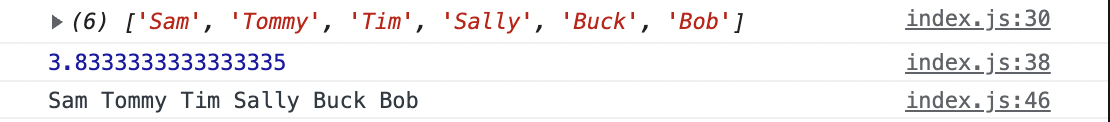 ▶ (6) ['Sam', 'Tommy', 'Tim', 'Sally', 'Buck', 'Bob'] index.js:30
3.8333333333333335 index.js:38
Sam Tommy Tim Sally Buck Bob index.js:46